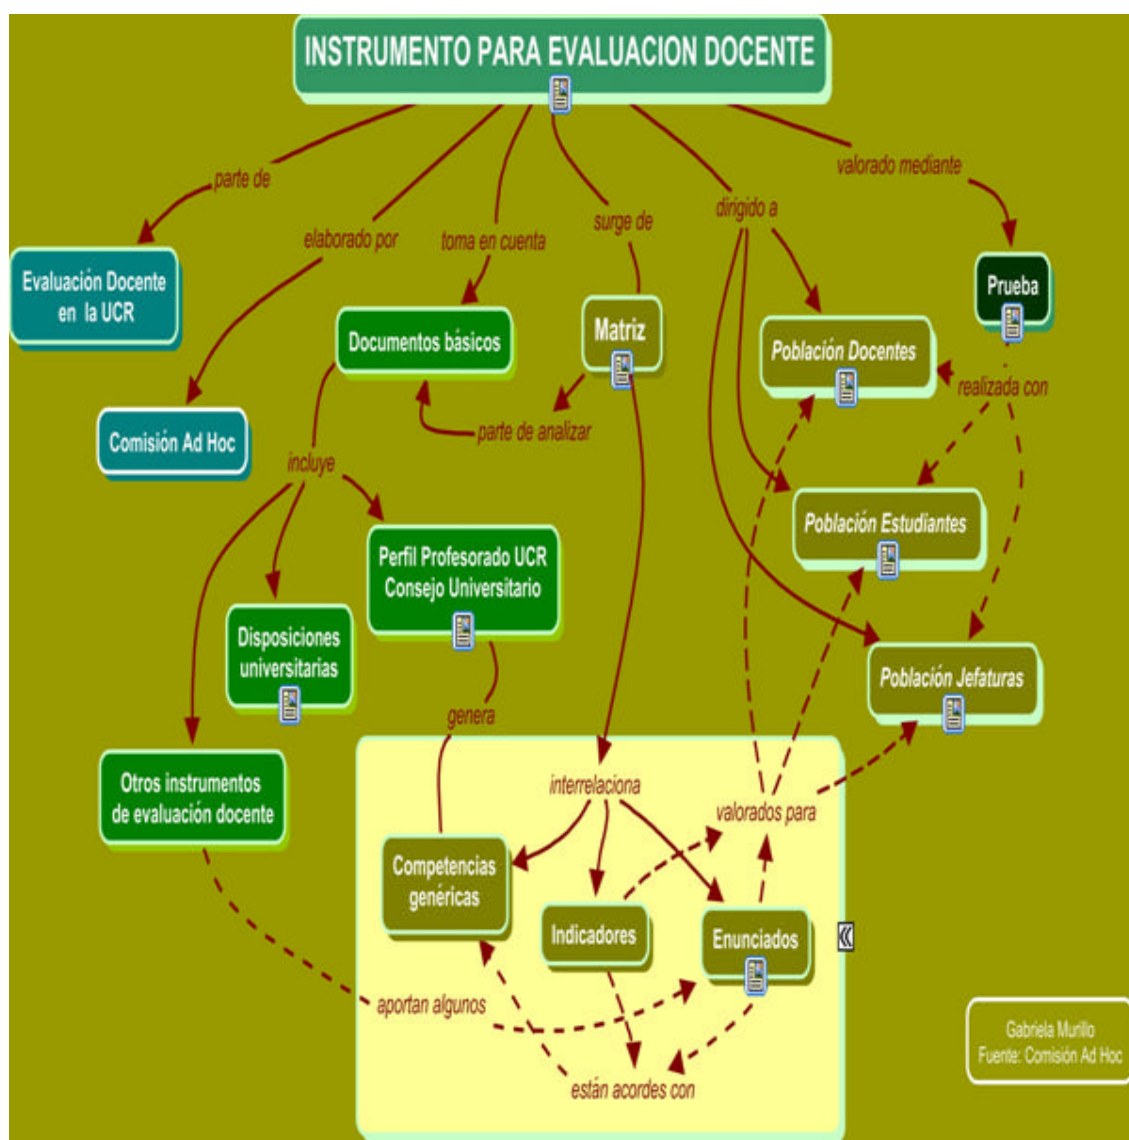 INSTRUMENTO PARA EVALUACION DOCENTE
parte de
elaborado por
toma en cuenta
surge de
dirigido a
valorado mediante
Evaluación Docente
en la UCR
Comisión Ad Hoc
Documentos básicos
Matriz
Población Docentes
Prueba
realizada con
parte de analizar
incluye
Población Estudiantes
Perfil Profesorado UCR
Consejo Universitario
Disposiciones
universitarias
Población Jefaturas
genera
Otros instrumentos
de evaluación docente
interrelaciona
valorados para
Competencias
genéricas
Indicadores
Enunciados
aportan algunos
están acordes con
Gabriela Murillo
Fuente: Comisión Ad Hoc